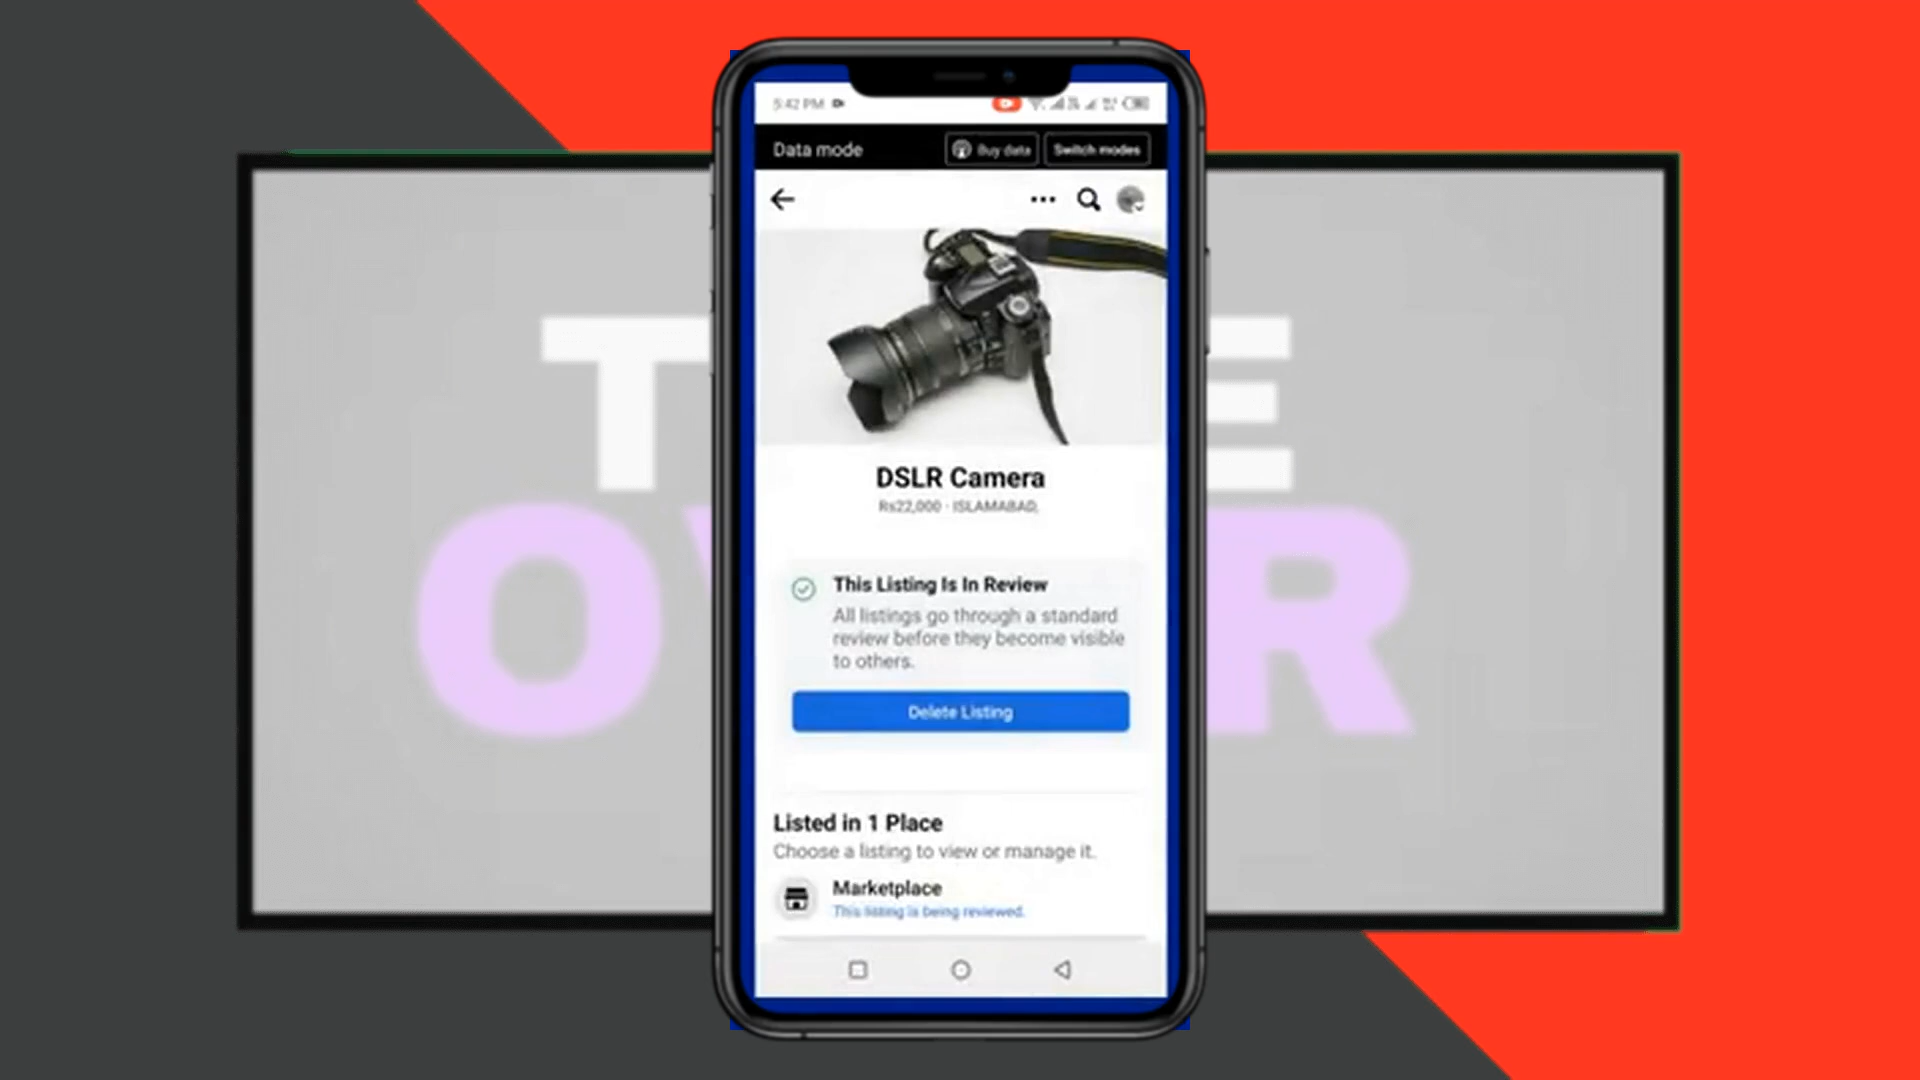 5:42 PM
Data mode
Buy data
Switch modes
DSLR Camera
Rs22,000 · ISLAMABAD,
This Listing Is In Review
All listings go through a standard
review before they become visible
to others.
Delete Listing
Listed in 1 Place
Choose a listing to view or manage it.
Marketplace
This listing is being reviewed.